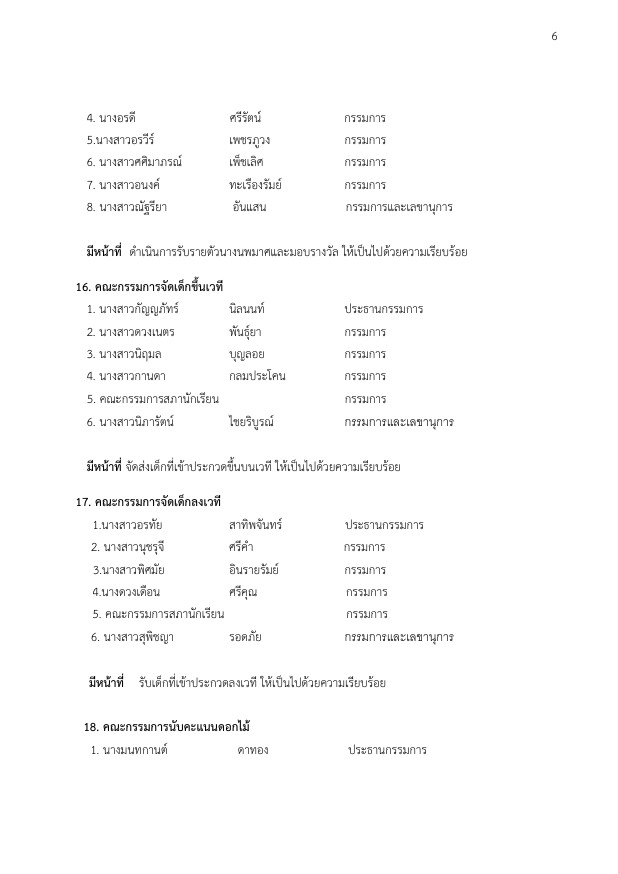 6
4. นางอรดี ศรีรัตน์ กรรมการ
5.นางสาวอรวีร์ เพชรภูวง กรรมการ
6. นางสาวศศิมาภรณ์ เพ็ชเลิศ กรรมการ
7. นางสาวอนงค์ ทะเรืองรัมย์ กรรมการ
8. นางสาวณัฐรียา อันแสน กรรมการและเลขานุการ
มีหน้าที่ ดำเนินการรับรายตัวนางนพมาศและมอบรางวัล ให้เป็นไปด้วยความเรียบร้อย
16. คณะกรรมการจัดเด็กขึ้นเวที
1. นางสาวกัญญภัทร์ นิลนนท์ ประธานกรรมการ
2. นางสาวดวงเนตร พันธุ์ยา กรรมการ
3. นางสาวนิฤมล บุญลอย กรรมการ
4. นางสาวกานดา กลมประโคน กรรมการ
5. คณะกรรมการสภานักเรียน กรรมการ
6. นางสาวนิภารัตน์ ไชยริบูรณ์ กรรมการและเลขานุการ
มีหน้าที่ จัดส่งเด็กที่เข้าประกวดขึ้นบนเวที ให้เป็นไปด้วยความเรียบร้อย
17. คณะกรรมการจัดเด็กลงเวที
1.นางสาวอรทัย สาทิพจันทร์ ประธานกรรมการ
2. นางสาวนุชรุจี ศรีคำ กรรมการ
3.นางสาวพิศมัย อินรายรัมย์ กรรมการ
4.นางดวงเดือน ศรีคุณ กรรมการ
5. คณะกรรมการสภานักเรียน กรรมการ
6. นางสาวสุพิชญา รอดภัย กรรมการและเลขานุการ
มีหน้าที่ รับเด็กที่เข้าประกวดลงเวที ให้เป็นไปด้วยความเรียบร้อย
18. คณะกรรมการนับคะแนนดอกไม้
1. นางมนทกานต์ ดาทอง ประธานกรรมการ